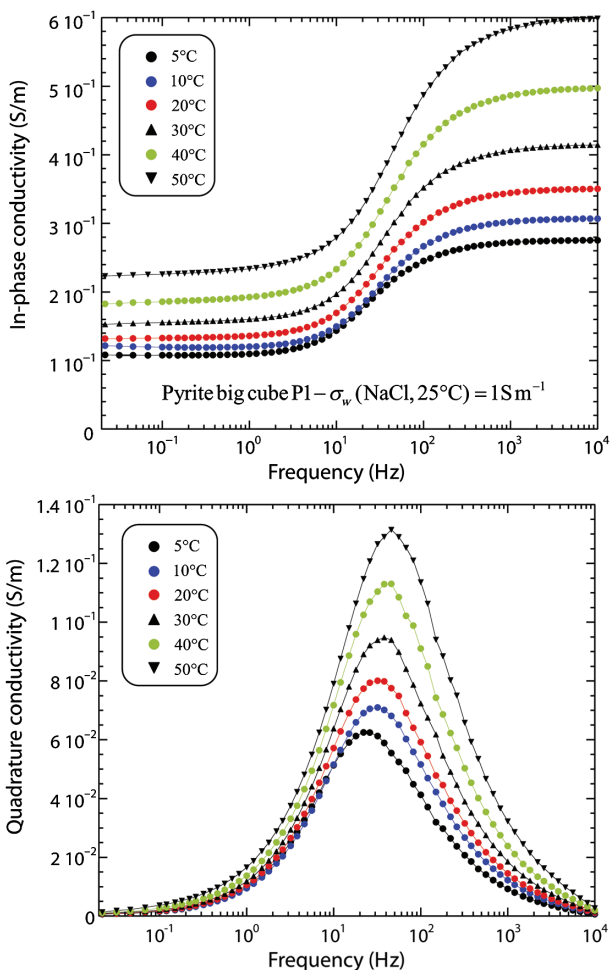 6 10⁻¹
5 10⁻¹
4 10⁻¹
3 10⁻¹
2 10⁻¹
1 10⁻¹
0
In-phase conductivity (S/m)
5°C
10°C
20°C
30°C
40°C
50°C
Pyrite big cube P1 – σw (NaCl, 25°C) = 1S m⁻¹
10⁻¹ 10⁰ 10¹ 10² 10³ 10⁴
Frequency (Hz)
1.4 10⁻¹
1.2 10⁻¹
1 10⁻¹
8 10⁻²
6 10⁻²
4 10⁻²
2 10⁻²
0
Quadrature conductivity (S/m)
5°C
10°C
20°C
30°C
40°C
50°C
10⁻¹ 10⁰ 10¹ 10² 10³ 10⁴
Frequency (Hz)